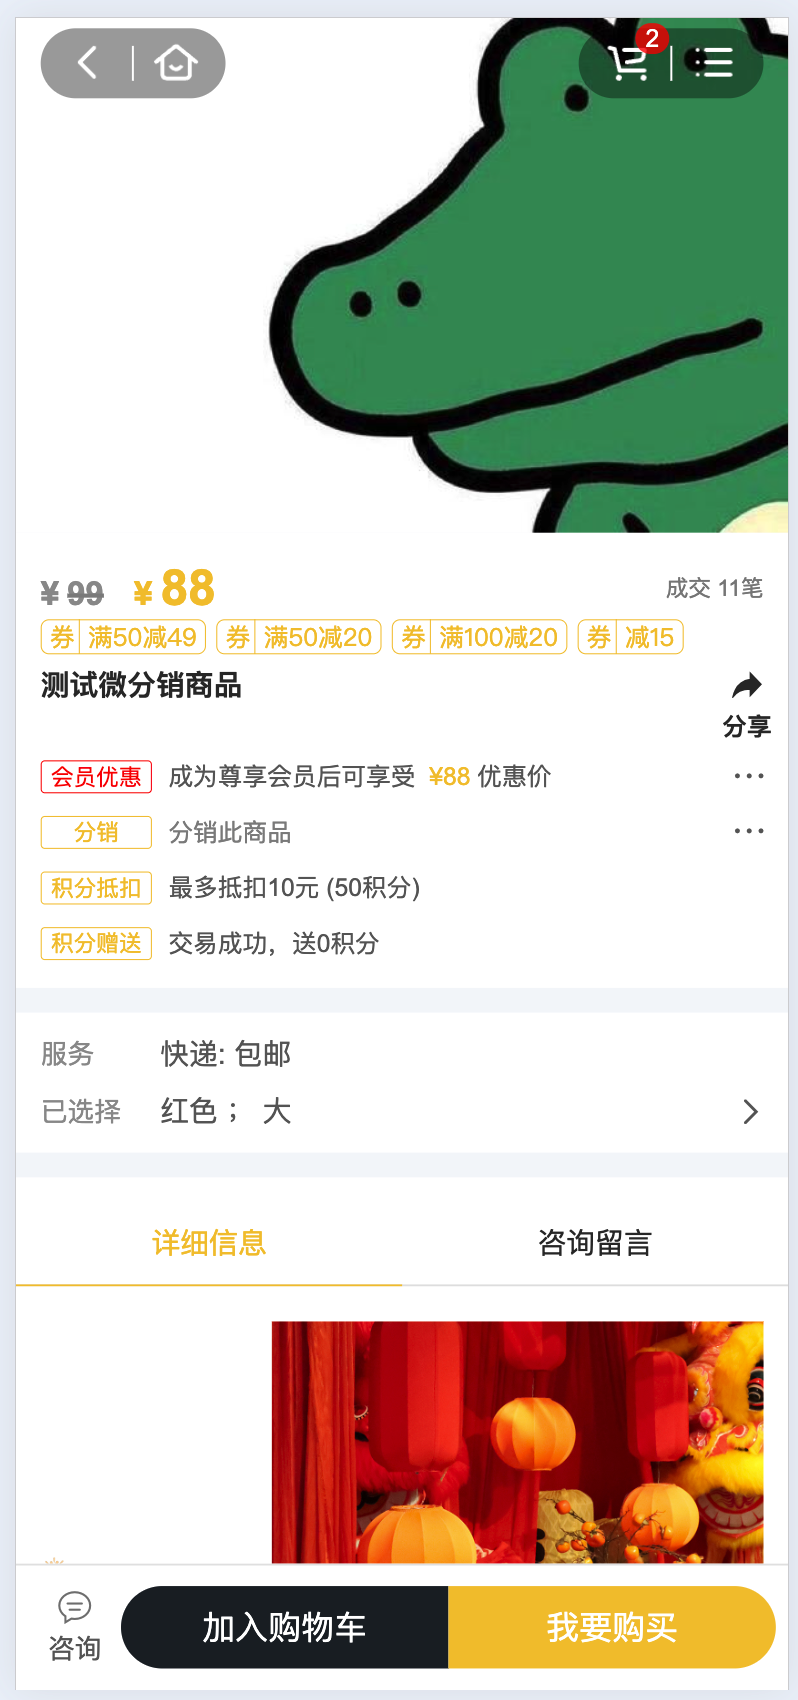 2
¥ 99 ¥ 88 成交 11笔
券 满50减49 券 满50减20 券 满100减20 券 减15
测试微分销商品
分享
会员优惠 成为尊享会员后可享受 ¥88 优惠价
分销 分销此商品
积分抵扣 最多抵扣10元 (50积分)
积分赠送 交易成功，送0积分
服务 快递: 包邮
已选择 红色； 大
详细信息 咨询留言
咨询 加入购物车 我要购买